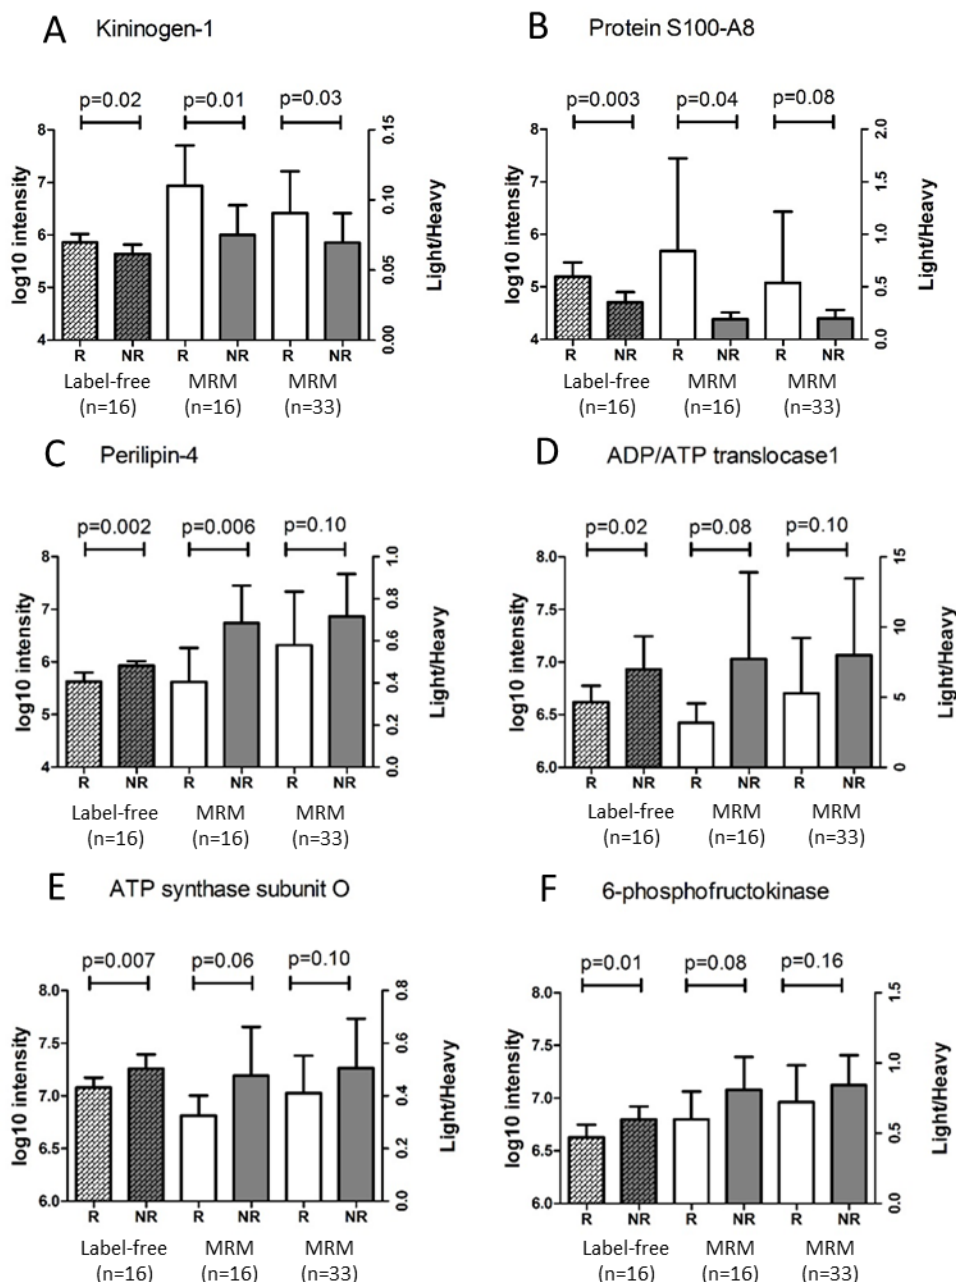 A Kininogen-1
p=0.02 p=0.01 p=0.03
log10 intensity
8
7
6
5
4
Light/Heavy
0.15
0.10
0.05
0.00
R NR R NR R NR
Label-free MRM MRM
(n=16) (n=16) (n=33)
B Protein S100-A8
p=0.003 p=0.04 p=0.08
log10 intensity
8
7
6
5
4
Light/Heavy
2.0
1.5
1.0
0.5
0.0
R NR R NR R NR
Label-free MRM MRM
(n=16) (n=16) (n=33)
C Perilipin-4
p=0.002 p=0.006 p=0.10
log10 intensity
8
7
6
5
4
Light/Heavy
1.0
0.8
0.6
0.4
0.2
0.0
R NR R NR R NR
Label-free MRM MRM
(n=16) (n=16) (n=33)
D ADP/ATP translocase1
p=0.02 p=0.08 p=0.10
log10 intensity
8.0
7.5
7.0
6.5
6.0
Light/Heavy
15
10
5
0
R NR R NR R NR
Label-free MRM MRM
(n=16) (n=16) (n=33)
E ATP synthase subunit O
p=0.007 p=0.06 p=0.10
log10 intensity
8.0
7.5
7.0
6.5
6.0
Light/Heavy
0.8
0.6
0.4
0.2
0.0
R NR R NR R NR
Label-free MRM MRM
(n=16) (n=16) (n=33)
F 6-phosphofructokinase
p=0.01 p=0.08 p=0.16
log10 intensity
8.0
7.5
7.0
6.5
6.0
Light/Heavy
1.5
1.0
0.5
0.0
R NR R NR R NR
Label-free MRM MRM
(n=16) (n=16) (n=33)